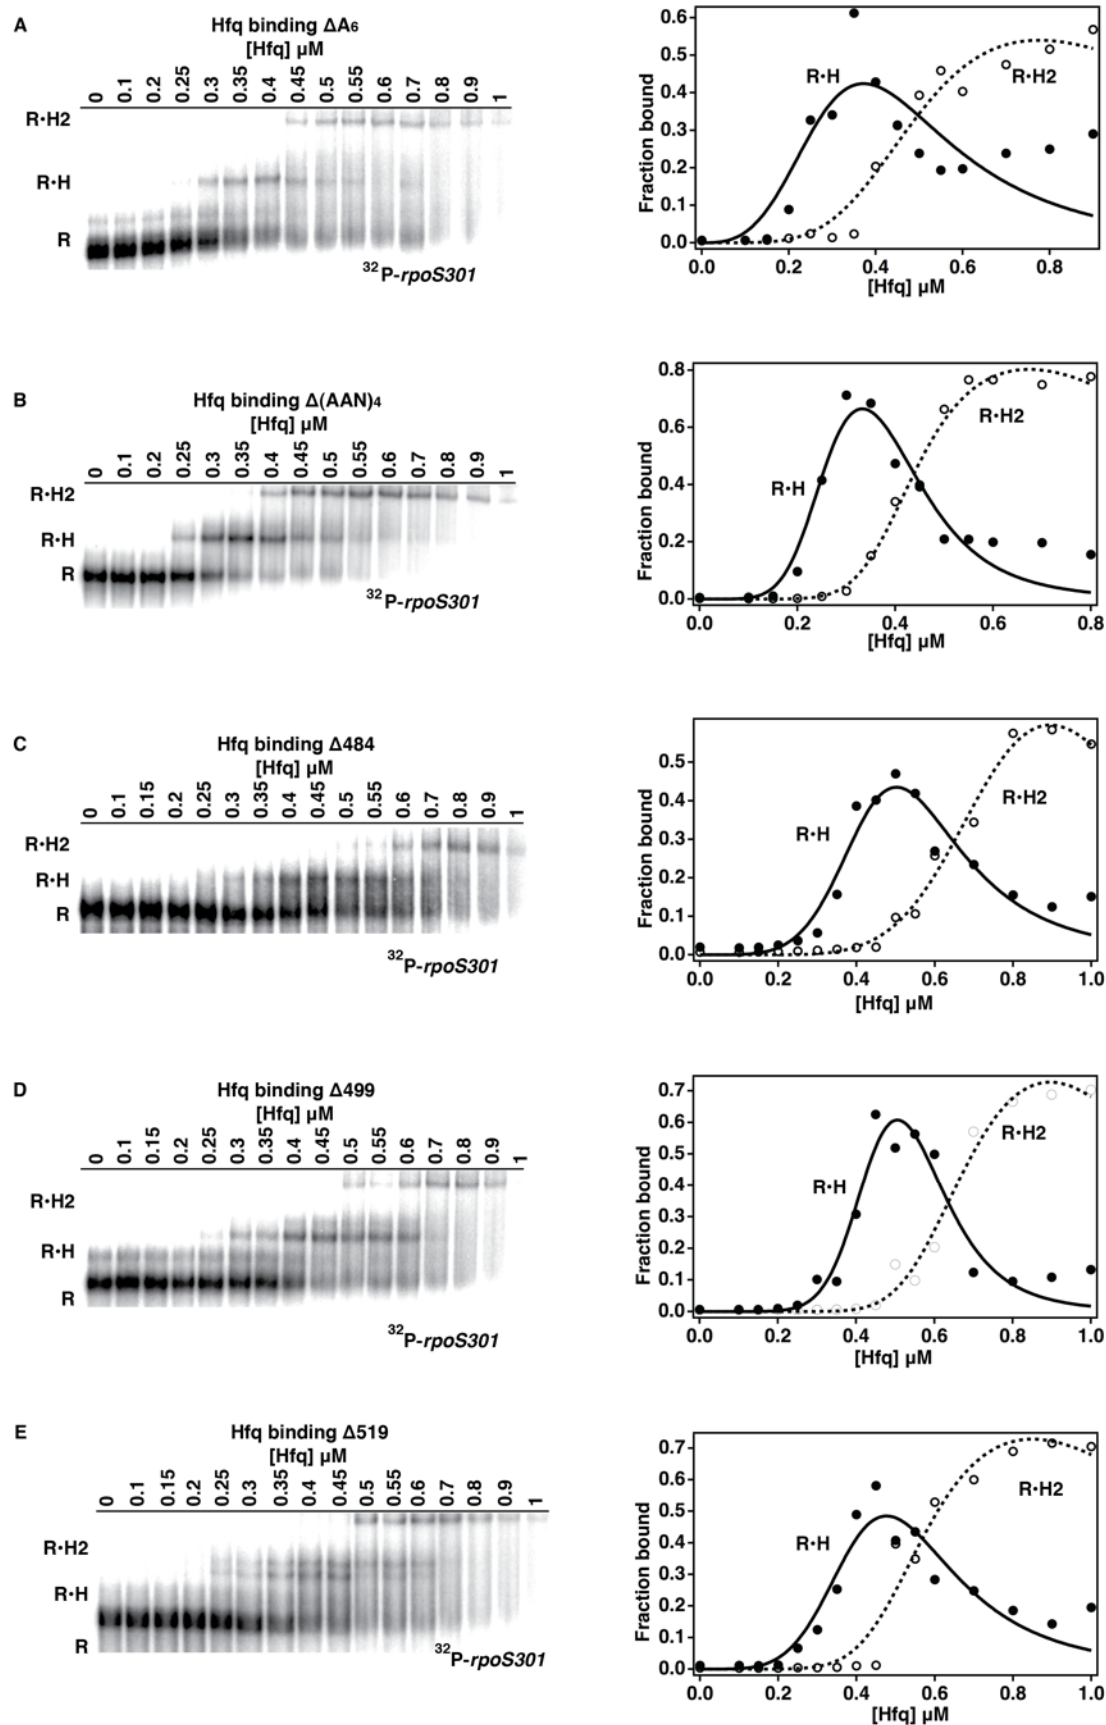 A
Hfq binding ΔA6
[Hfq] μM
0 0.1 0.2 0.25 0.3 0.35 0.4 0.45 0.5 0.55 0.6 0.7 0.8 0.9 1
R•H2
R•H
R
32P-rpoS301
Fraction bound
0.6
0.5
0.4
0.3
0.2
0.1
0.0
R•H
R•H2
0.0 0.2 0.4 0.6 0.8
[Hfq] μM
B
Hfq binding Δ(AAN)4
[Hfq] μM
0 0.1 0.2 0.25 0.3 0.35 0.4 0.45 0.5 0.55 0.6 0.7 0.8 0.9 1
R•H2
R•H
R
32P-rpoS301
Fraction bound
0.8
0.6
0.4
0.2
0.0
R•H
R•H2
0.0 0.2 0.4 0.6 0.8
[Hfq] μM
C
Hfq binding Δ484
[Hfq] μM
0 0.1 0.15 0.2 0.25 0.3 0.35 0.4 0.45 0.5 0.55 0.6 0.7 0.8 0.9 1
R•H2
R•H
R
32P-rpoS301
Fraction bound
0.5
0.4
0.3
0.2
0.1
0.0
R•H
R•H2
0.0 0.2 0.4 0.6 0.8 1.0
[Hfq] μM
D
Hfq binding Δ499
[Hfq] μM
0 0.1 0.15 0.2 0.25 0.3 0.35 0.4 0.45 0.5 0.55 0.6 0.7 0.8 0.9 1
R•H2
R•H
R
32P-rpoS301
Fraction bound
0.7
0.6
0.5
0.4
0.3
0.2
0.1
0.0
R•H
R•H2
0.0 0.2 0.4 0.6 0.8 1.0
[Hfq] μM
E
Hfq binding Δ519
[Hfq] μM
0 0.1 0.15 0.2 0.25 0.3 0.35 0.4 0.45 0.5 0.55 0.6 0.7 0.8 0.9 1
R•H2
R•H
R
32P-rpoS301
Fraction bound
0.7
0.6
0.5
0.4
0.3
0.2
0.1
0.0
R•H
R•H2
0.0 0.2 0.4 0.6 0.8 1.0
[Hfq] μM